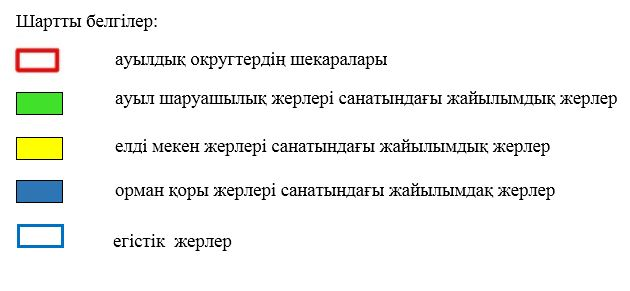 Шартты белгілер:
ауылдық округтердің шекаралары
ауыл шаруашылық жерлері санатындағы жайылымдық жерлер
елді мекен жерлері санатындағы жайылымдық жерлер
орман қоры жерлері санатындағы жайылымдақ жерлер
егістік жерлер